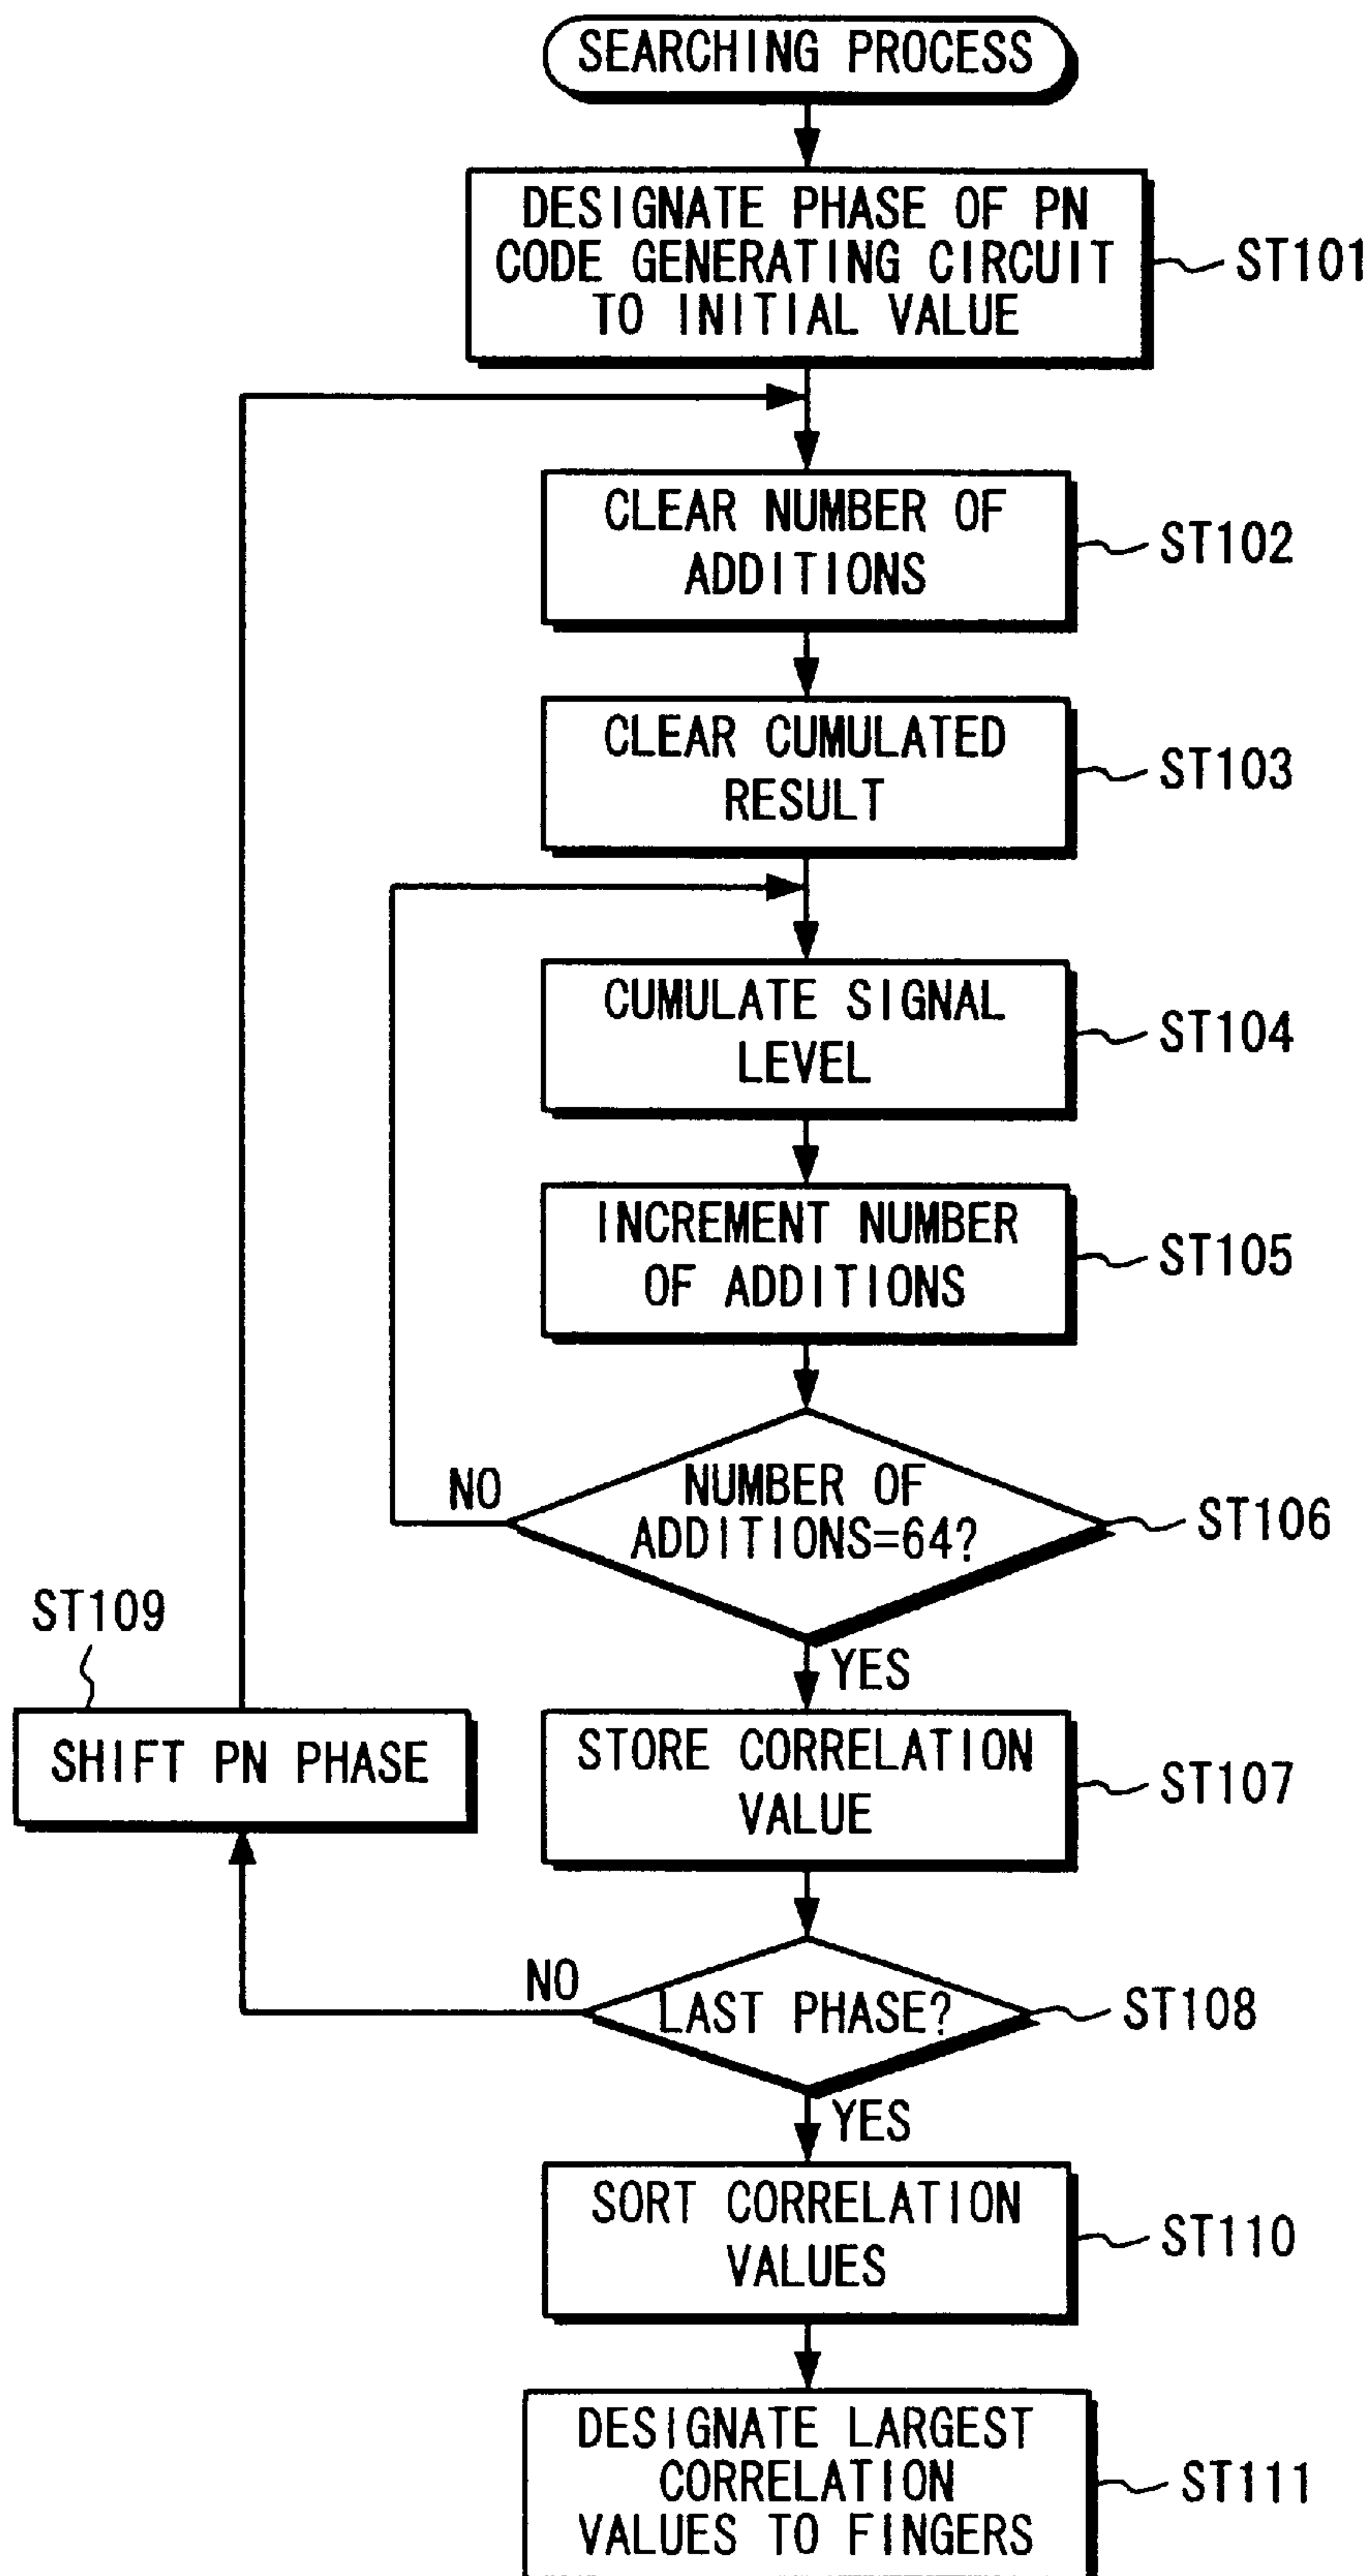 SEARCHING PROCESS
DESIGNATE PHASE OF PN
CODE GENERATING CIRCUIT
TO INITIAL VALUE
ST101
CLEAR NUMBER OF
ADDITIONS
ST102
CLEAR CUMULATED
RESULT
ST103
CUMULATE SIGNAL
LEVEL
ST104
INCREMENT NUMBER
OF ADDITIONS
ST105
NO
NUMBER OF
ADDITIONS=64?
ST106
YES
ST109
SHIFT PN PHASE
STORE CORRELATION
VALUE
ST107
NO
LAST PHASE?
ST108
YES
SORT CORRELATION
VALUES
ST110
DESIGNATE LARGEST
CORRELATION
VALUES TO FINGERS
ST111